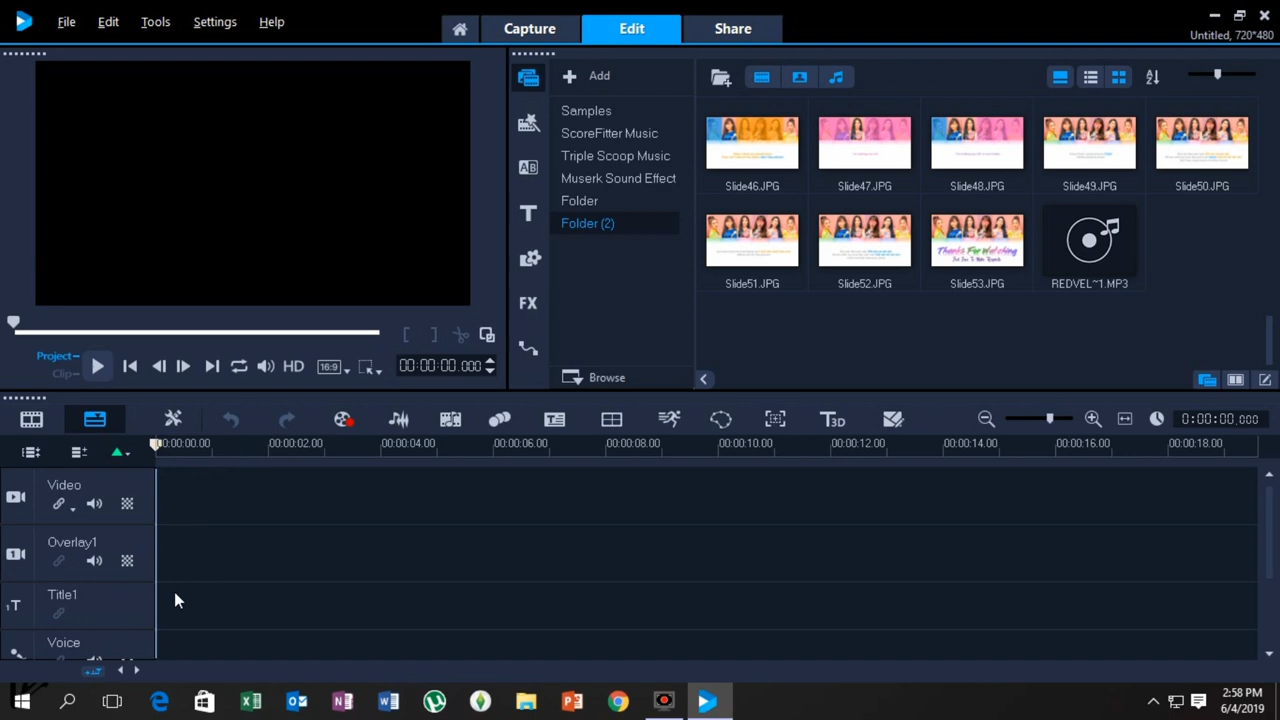 File Edit Tools Settings Help
Capture Edit Share
Untitled, 720*480
Add
Samples
ScoreFitter Music
Triple Scoop Music
Muserk Sound Effect
Folder
Folder (2)
Browse
AB
T
FX
Slide46.JPG Slide47.JPG Slide48.JPG Slide49.JPG Slide50.JPG
Thanks For Watching
Slide51.JPG Slide52.JPG Slide53.JPG REDVEL~1.MP3
Project
Clip
HD 16:9 00:00:00.000
T3D 0:00:00.000
00:00:00.00 00:00:02.00 00:00:04.00 00:00:06.00 00:00:08.00 00:00:10.00 00:00:12.00 00:00:14.00 00:00:16.00 00:00:18.00
Video
Overlay1
1
Title1
1T
Voice
2:58 PM
6/4/2019